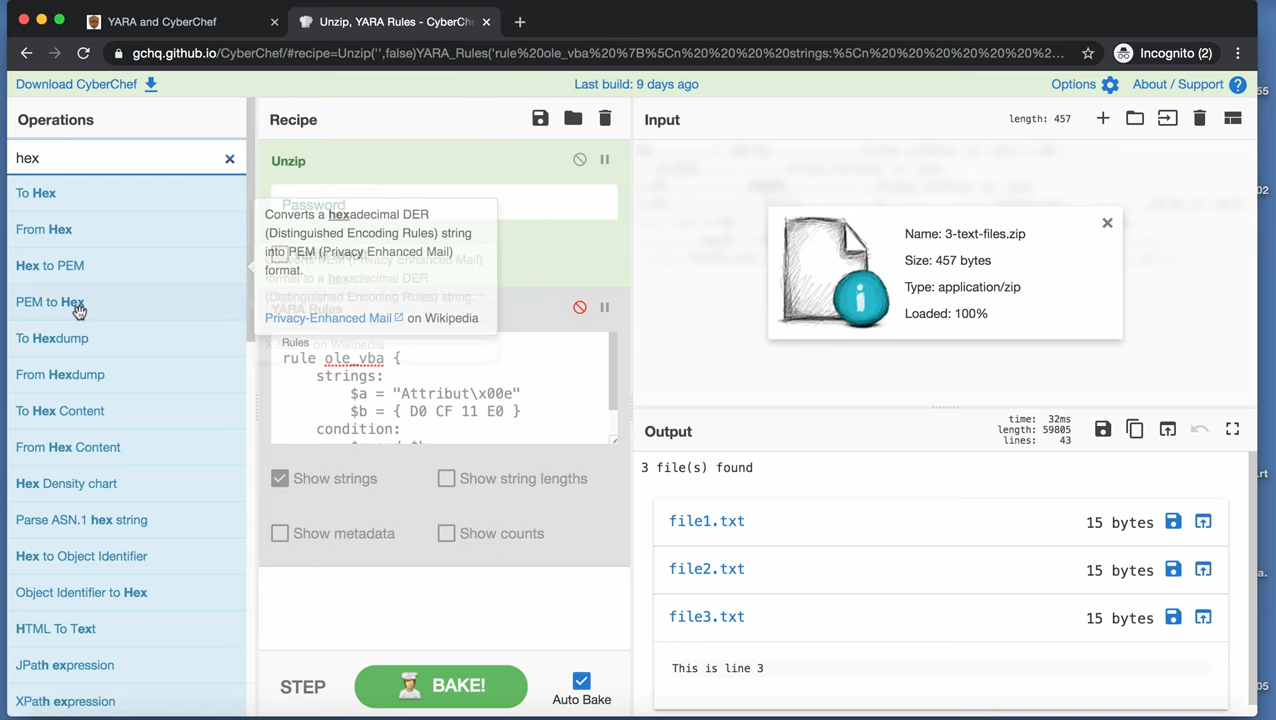 YARA and CyberChef
Unzip, YARA Rules - CyberCh
gchq.github.io/CyberChef/#recipe=Unzip('',false)YARA_Rules('rule%20ole_vba%20%7B%5Cn%20%20%20%20strings:%5Cn%20%20%20%20%20%20%20%2...
Incognito (2)
Download CyberChef
Last build: 9 days ago
Options
About / Support
Operations
hex
To Hex
From Hex
Hex to PEM
PEM to Hex
To Hexdump
From Hexdump
To Hex Content
From Hex Content
Hex Density chart
Parse ASN.1 hex string
Hex to Object Identifier
Object Identifier to Hex
HTML To Text
JPath expression
XPath expression
Recipe
Unzip
Password
Converts a hexadecimal DER
(Distinguished Encoding Rules) string
into PEM (Privacy Enhanced Mail)
format.
Privacy-Enhanced Mail on Wikipedia
YARA Rules
Rules
rule ole_vba {
strings:
$a = "Attribut\x00e"
$b = { D0 CF 11 E0 }
condition:
Show strings
Show string lengths
Show metadata
Show counts
STEP
BAKE!
Auto Bake
Input
length: 457
Name: 3-text-files.zip
Size: 457 bytes
Type: application/zip
Loaded: 100%
Output
time: 32ms
length: 59805
lines: 43
3 file(s) found
file1.txt 15 bytes
file2.txt 15 bytes
file3.txt 15 bytes
This is line 3
55
02
.rt
a.
05